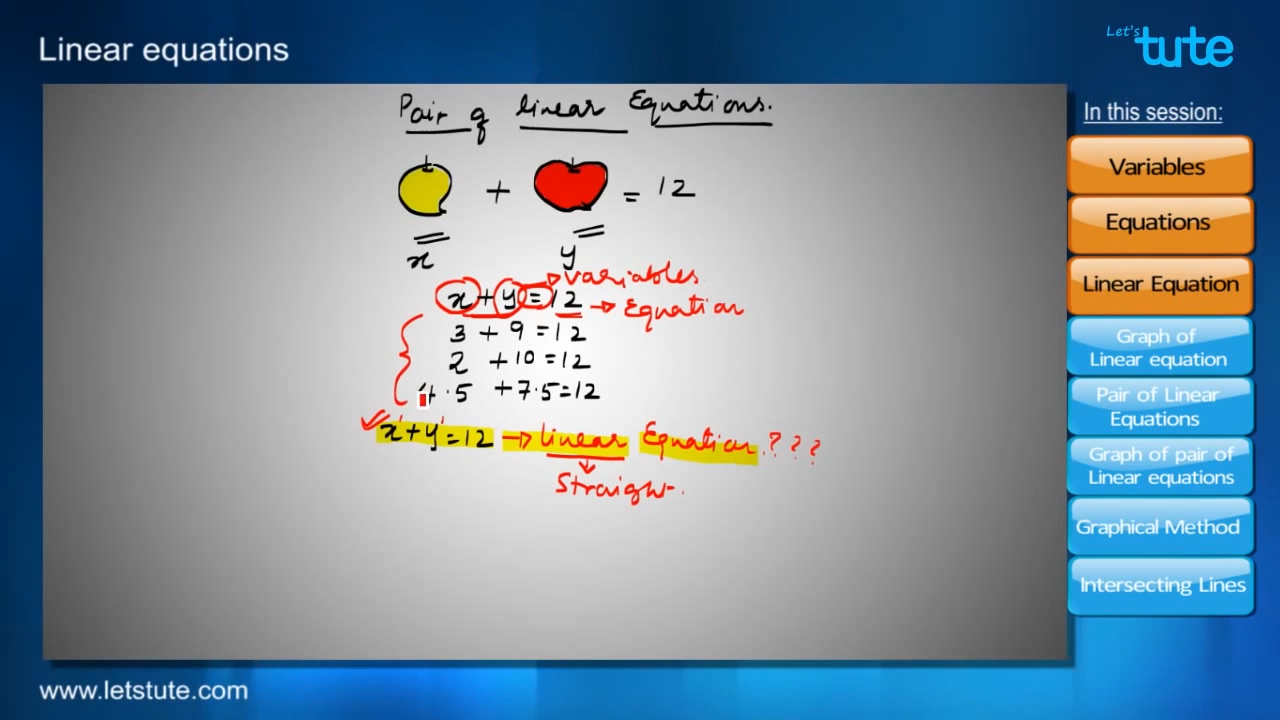 Linear equations
Let's tute
In this session:
Variables
Equations
Linear Equation
Graph of
Linear equation
Pair of Linear
Equations
Graph of pair of
Linear equations
Graphical Method
Intersecting Lines
Pair of linear Equations.
+ = 12
x y
→ variables
x + y = 12 → Equation
3 + 9 = 12
2 + 10 = 12
4.5 + 7.5 = 12
x¹ + y¹ = 12 → linear Equation.???
Straight.
www.letstute.com